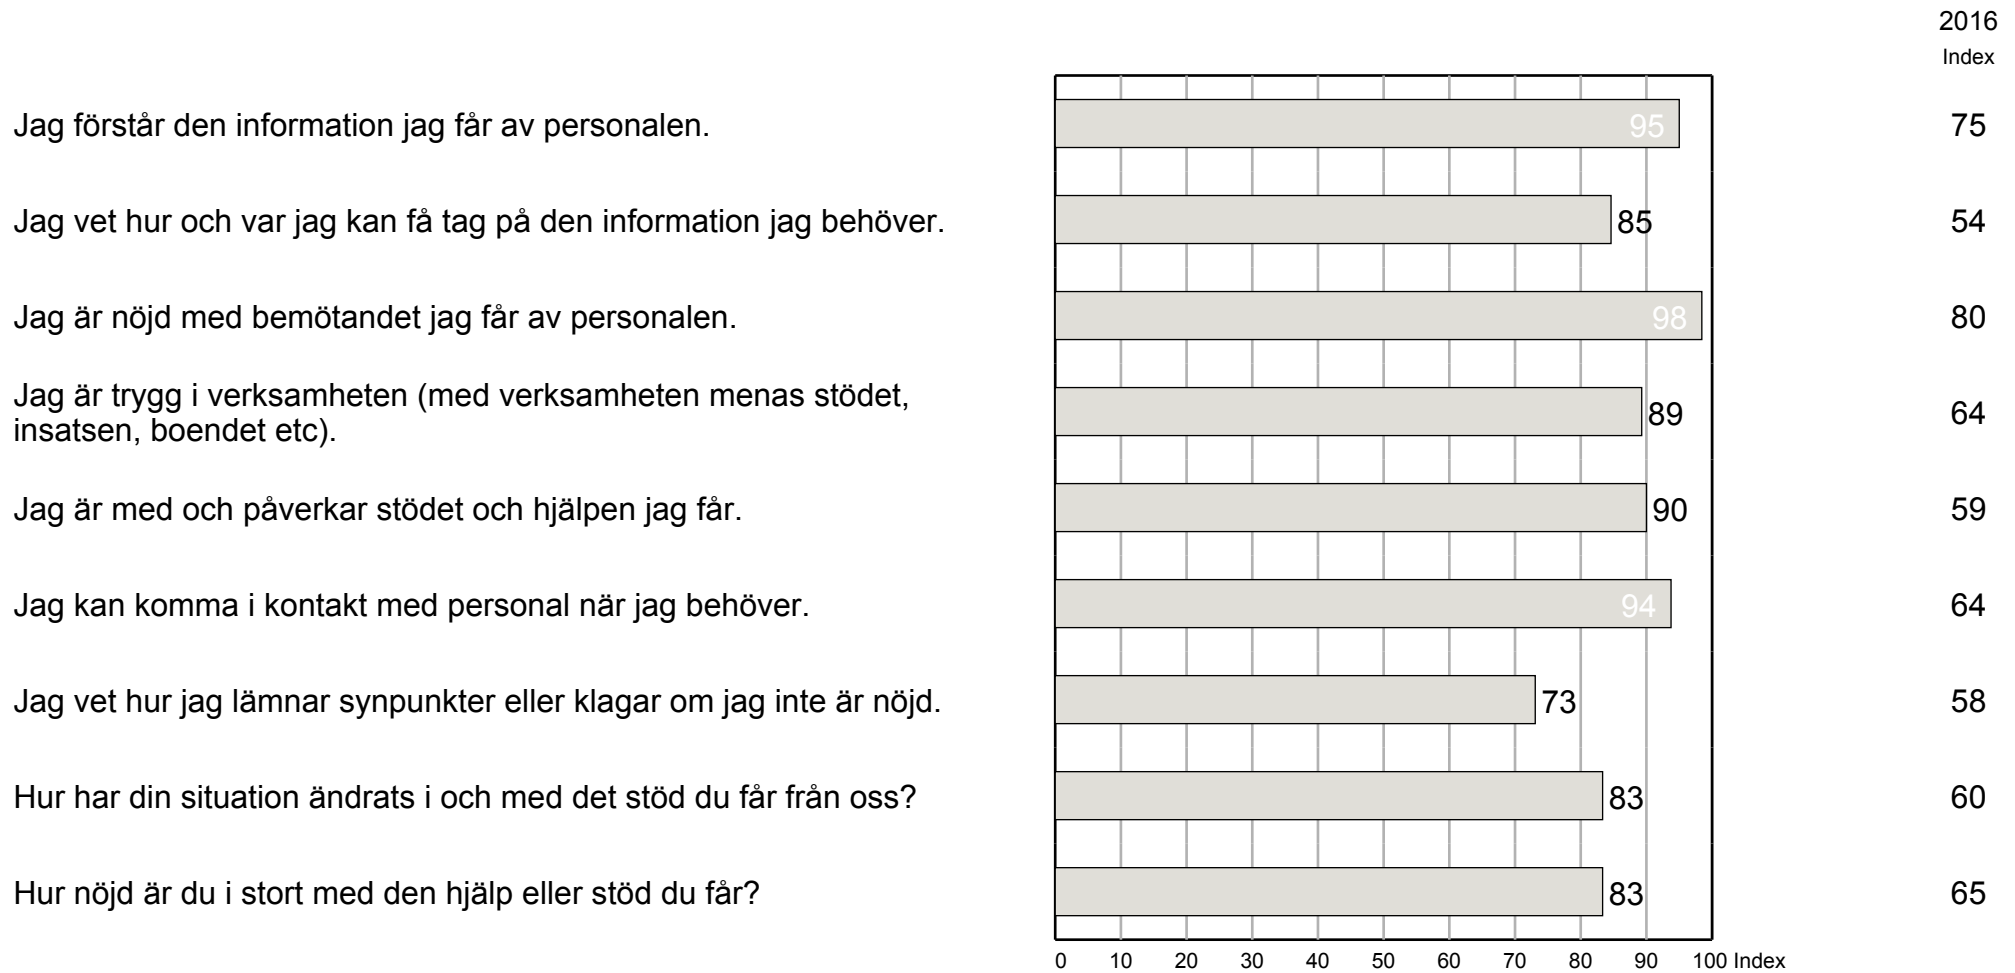 2016
Index
Jag förstår den information jag får av personalen. 95 75
Jag vet hur och var jag kan få tag på den information jag behöver. 85 54
Jag är nöjd med bemötandet jag får av personalen. 98 80
Jag är trygg i verksamheten (med verksamheten menas stödet,
insatsen, boendet etc). 89 64
Jag är med och påverkar stödet och hjälpen jag får. 90 59
Jag kan komma i kontakt med personal när jag behöver. 94 64
Jag vet hur jag lämnar synpunkter eller klagar om jag inte är nöjd. 73 58
Hur har din situation ändrats i och med det stöd du får från oss? 83 60
Hur nöjd är du i stort med den hjälp eller stöd du får? 83 65
0 10 20 30 40 50 60 70 80 90 100 Index